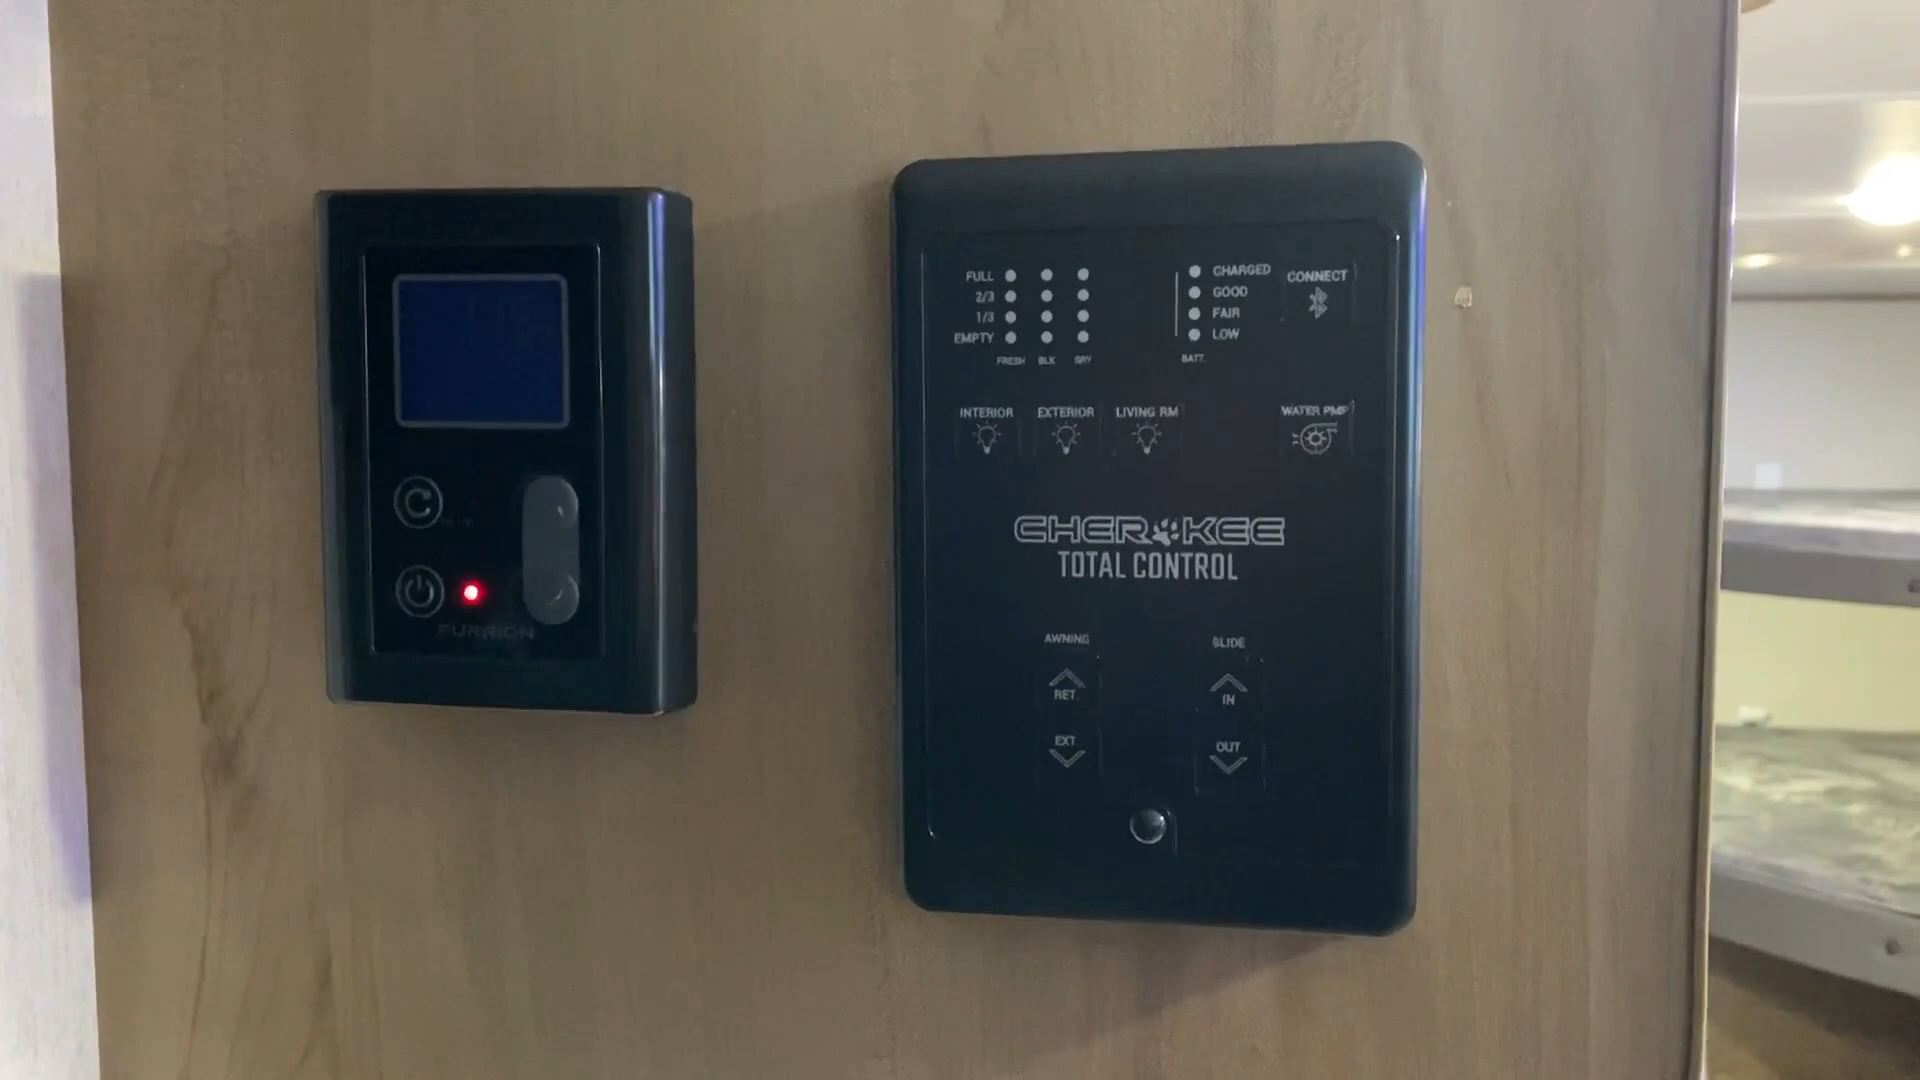 FURRION
FULL
2/3
1/3
EMPTY
FRESH BLK GRY
CHARGED
GOOD
FAIR
LOW
BATT
CONNECT
INTERIOR EXTERIOR LIVING RM WATER PMP
CHEROKEE
TOTAL CONTROL
AWNING SLIDE
RET. IN
EXT. OUT